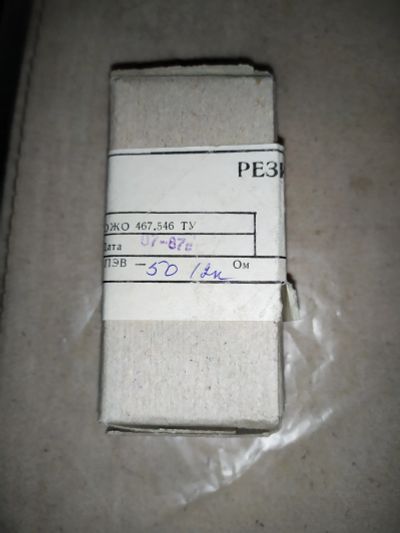 РЕЗИ
ОЖО 467.546 ТУ
Дата 07-87г
ПЭВ - 50 12к Ом